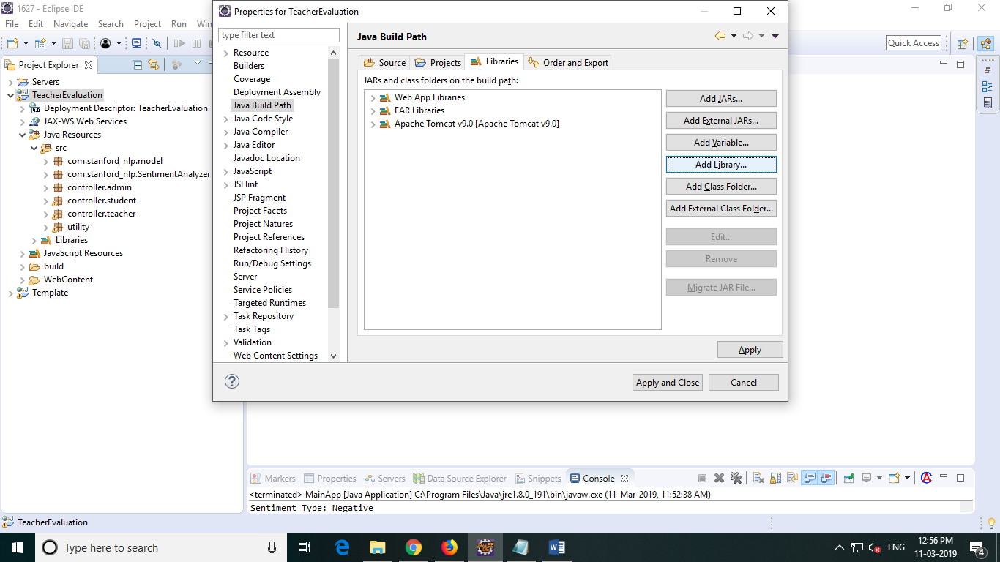 1627 - Eclipse IDE
File Edit Navigate Search Project Run Win
Quick Access
Project Explorer
Servers
TeacherEvaluation
Deployment Descriptor: TeacherEvaluation
JAX-WS Web Services
Java Resources
src
com.stanford_nlp.model
com.stanford_nlp.SentimentAnalyzer
controller.admin
controller.student
controller.teacher
utility
Libraries
JavaScript Resources
build
WebContent
Template
Properties for TeacherEvaluation
type filter text
Resource
Builders
Coverage
Deployment Assembly
Java Build Path
Java Code Style
Java Compiler
Java Editor
Javadoc Location
JavaScript
JSHint
JSP Fragment
Project Facets
Project Natures
Project References
Refactoring History
Run/Debug Settings
Server
Service Policies
Targeted Runtimes
Task Repository
Task Tags
Validation
Web Content Settings
Java Build Path
Source Projects Libraries Order and Export
JARs and class folders on the build path:
Web App Libraries
EAR Libraries
Apache Tomcat v9.0 [Apache Tomcat v9.0]
Add JARs...
Add External JARs...
Add Variable...
Add Library...
Add Class Folder...
Add External Class Folder...
Edit...
Remove
Migrate JAR File...
Apply
Apply and Close Cancel
Markers Properties Servers Data Source Explorer Snippets Console
<terminated> MainApp [Java Application] C:\Program Files\Java\jre1.8.0_191\bin\javaw.exe (11-Mar-2019, 11:52:38 AM)
Sentiment Type: Negative
TeacherEvaluation
Type here to search
ENG
12:56 PM
11-03-2019
4